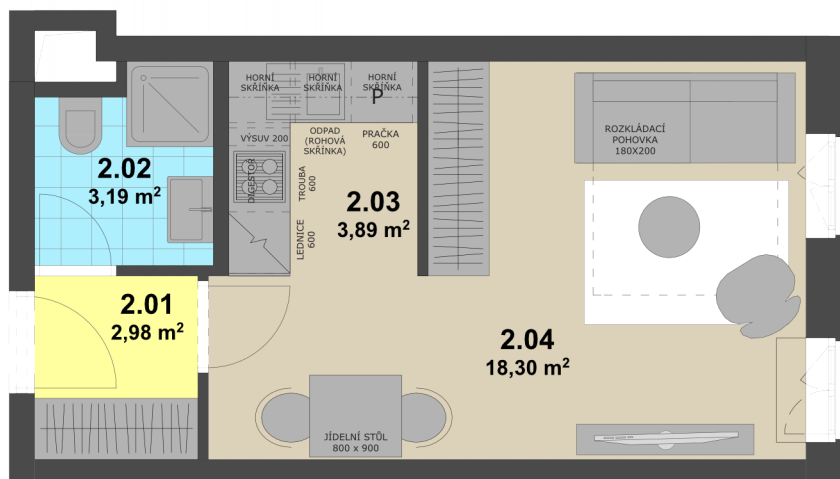 HORNÍ
SKŘÍŇKA
HORNÍ
SKŘÍŇKA
HORNÍ
SKŘÍŇKA
P
VÝSUV 200
ODPAD
(ROHOVÁ
SKŘÍNKA)
PRAČKA
600
ROZKLÁDACÍ
POHOVKA
180X200
2.02
3,19 m²
DIGESTOŘ
TROUBA
600
2.03
3,89 m²
LEDNICE
600
2.01
2,98 m²
2.04
18,30 m²
JÍDELNÍ STŮL
800 x 900